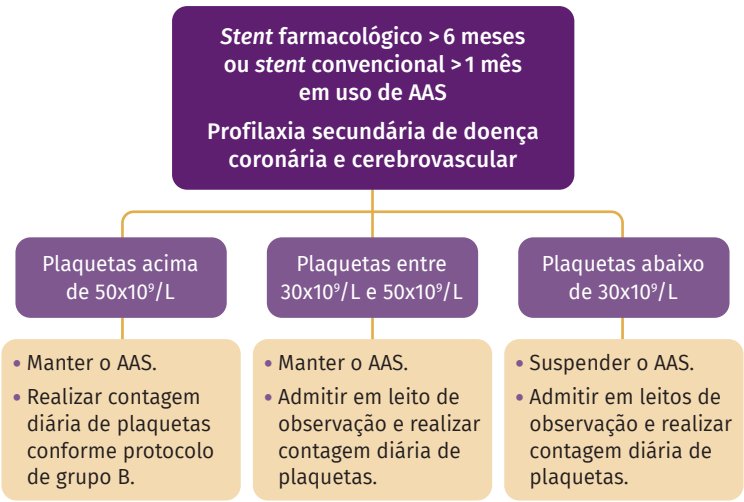 Stent farmacológico >6 meses
ou stent convencional >1 mês
em uso de AAS
Profilaxia secundária de doença
coronária e cerebrovascular
Plaquetas acima
de 50x10⁹/L
Plaquetas entre
30x10⁹/L e 50x10⁹/L
Plaquetas abaixo
de 30x10⁹/L
• Manter o AAS.
• Realizar contagem
diária de plaquetas
conforme protocolo
de grupo B.
• Manter o AAS.
• Admitir em leito de
observação e realizar
contagem diária de
plaquetas.
• Suspender o AAS.
• Admitir em leitos de
observação e realizar
contagem diária de
plaquetas.